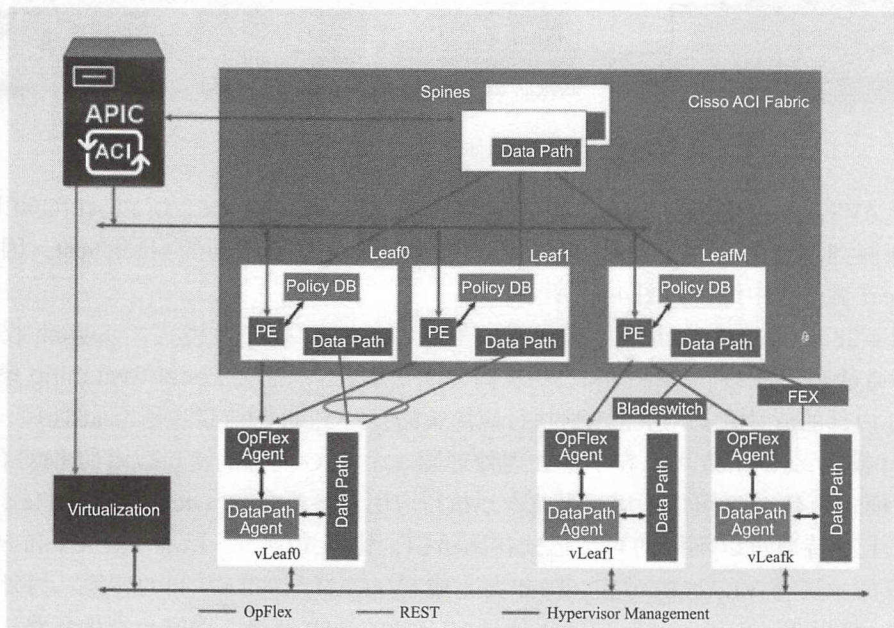 APIC
ACI
Spines
Cisso ACI Fabric
Data Path
Leaf0
Leaf1
LeafM
Policy DB
Policy DB
Policy DB
PE
PE
PE
Data Path
Data Path
Data Path
Bladeswitch
FEX
OpFlex
Agent
OpFlex
Agent
OpFlex
Agent
Data Path
Data Path
Data Path
Virtualization
DataPath
Agent
DataPath
Agent
DataPath
Agent
vLeaf0
vLeaf1
vLeafk
OpFlex
REST
Hypervisor Management